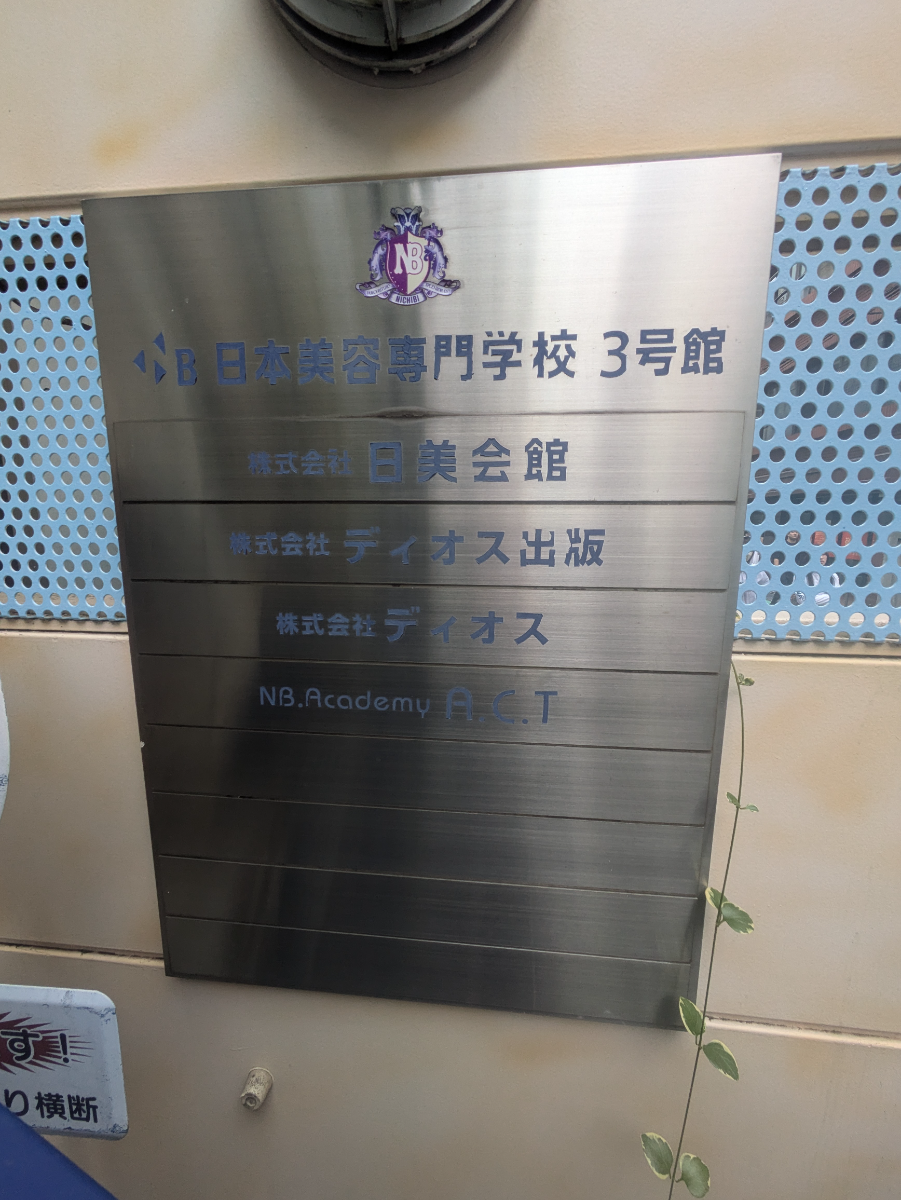 NB
NICHIBI
NB 日本美容専門学校 3号館
株式会社 日美会館
株式会社 ディオス出版
株式会社 ディオス
NB.Academy A.C.T
す!
り横断